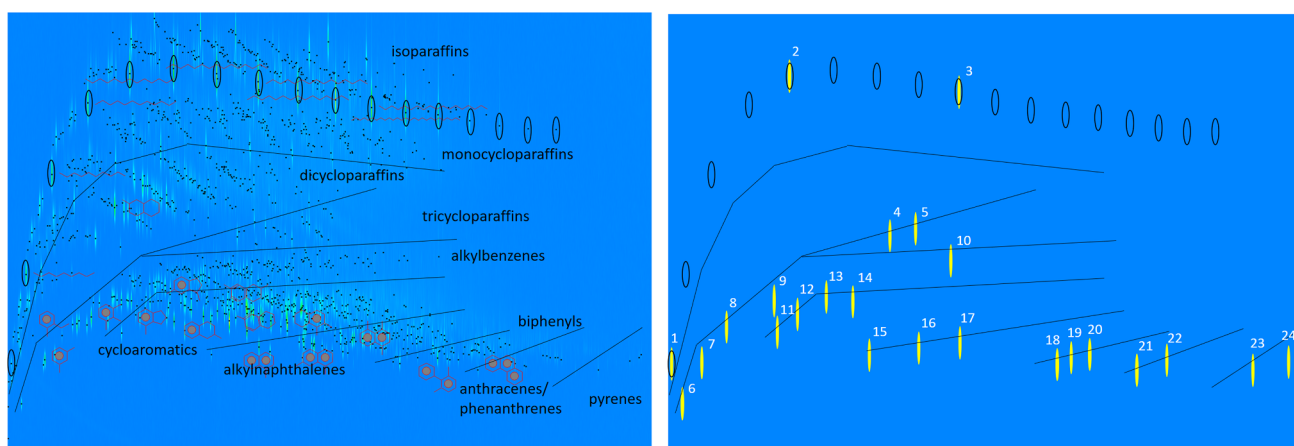 isoparaffins
monocycloparaffins
dicycloparaffins
tricycloparaffins
alkylbenzenes
cycloaromatics
biphenyls
alkylnaphthalenes
anthracenes/
phenanthrenes
pyrenes
2
3
4
5
10
9
8
12
13
14
11
1
7
15
16
17
18
19
20
21
22
23
24
6